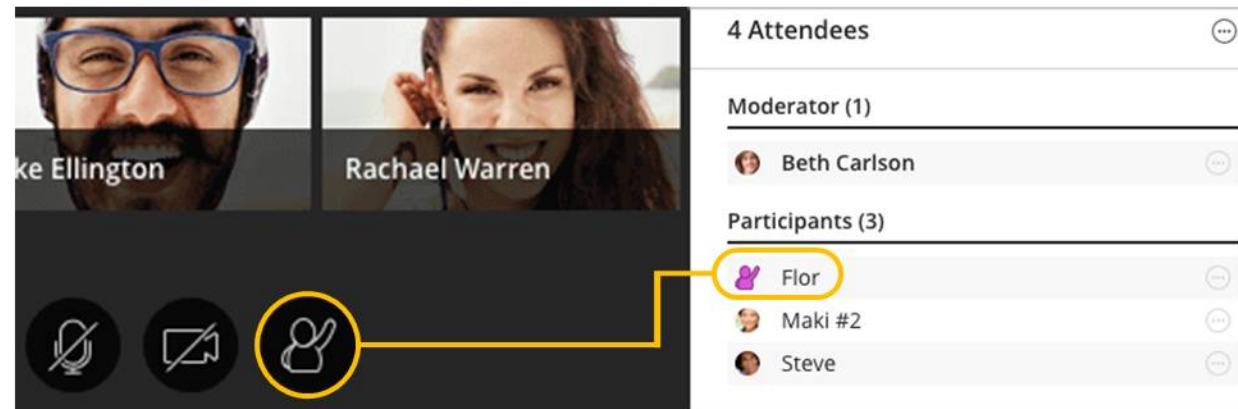 ke Ellington
Rachael Warren
4 Attendees
Moderator (1)
Beth Carlson
Participants (3)
Flor
Maki #2
Steve